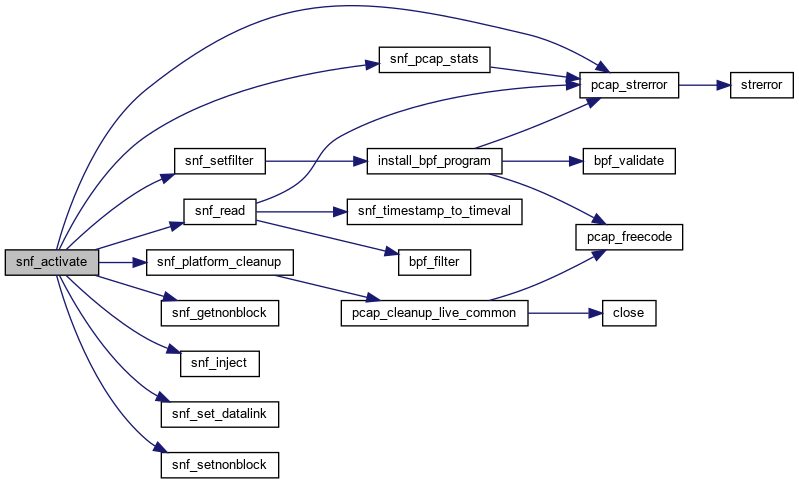 snf_pcap_stats
pcap_strerror
strerror
snf_setfilter
install_bpf_program
bpf_validate
snf_read
snf_timestamp_to_timeval
pcap_freecode
snf_activate
snf_platform_cleanup
bpf_filter
snf_getnonblock
pcap_cleanup_live_common
close
snf_inject
snf_set_datalink
snf_setnonblock